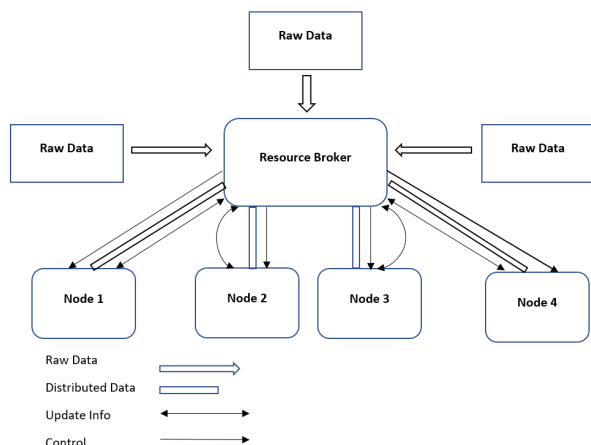 Raw Data
Raw Data
Resource Broker
Raw Data
Node 1
Node 2
Node 3
Node 4
Raw Data
Distributed Data
Update Info
Control